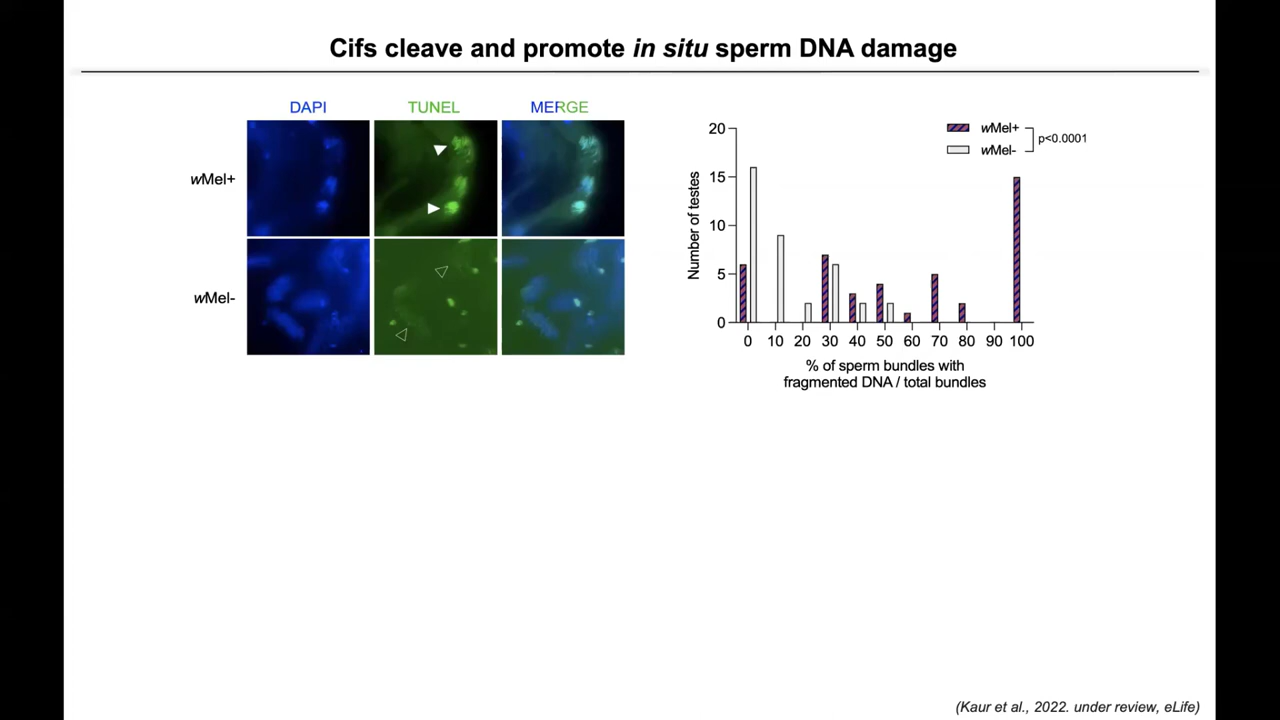 Cifs cleave and promote in situ sperm DNA damage
DAPI
TUNEL
MERGE
wMel+
wMel-
20
15
10
5
0
Number of testes
wMel+
wMel-
p<0.0001
0 10 20 30 40 50 60 70 80 90 100
% of sperm bundles with
fragmented DNA / total bundles
(Kaur et al., 2022. under review, eLife)